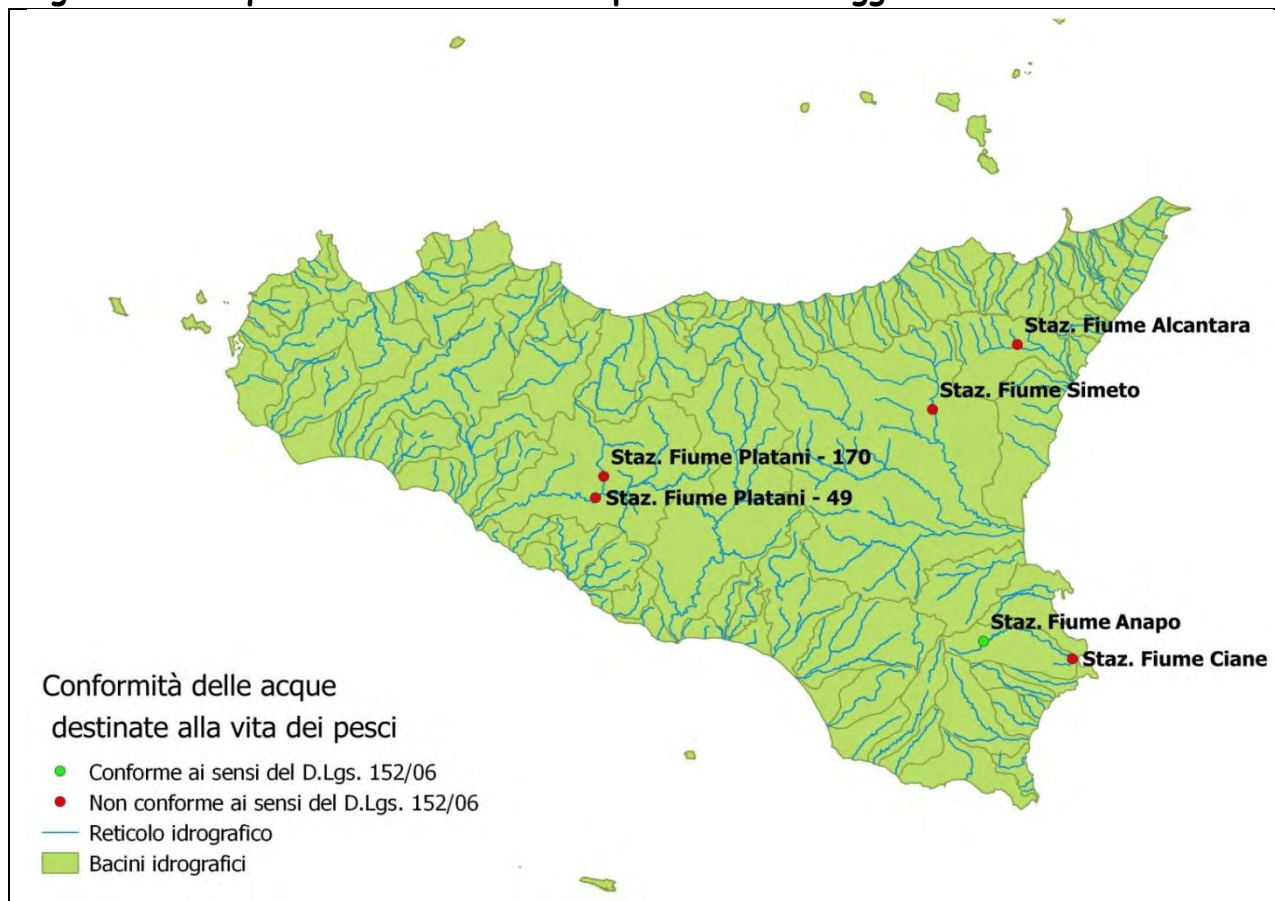 Staz. Fiume Alcantara
Staz. Fiume Simeto
Staz. Fiume Platani - 170
Staz. Fiume Platani - 49
Staz. Fiume Anapo
Staz. Fiume Ciane
Conformità delle acque
destinate alla vita dei pesci
Conforme ai sensi del D.Lgs. 152/06
Non conforme ai sensi del D.Lgs. 152/06
Reticolo idrografico
Bacini idrografici